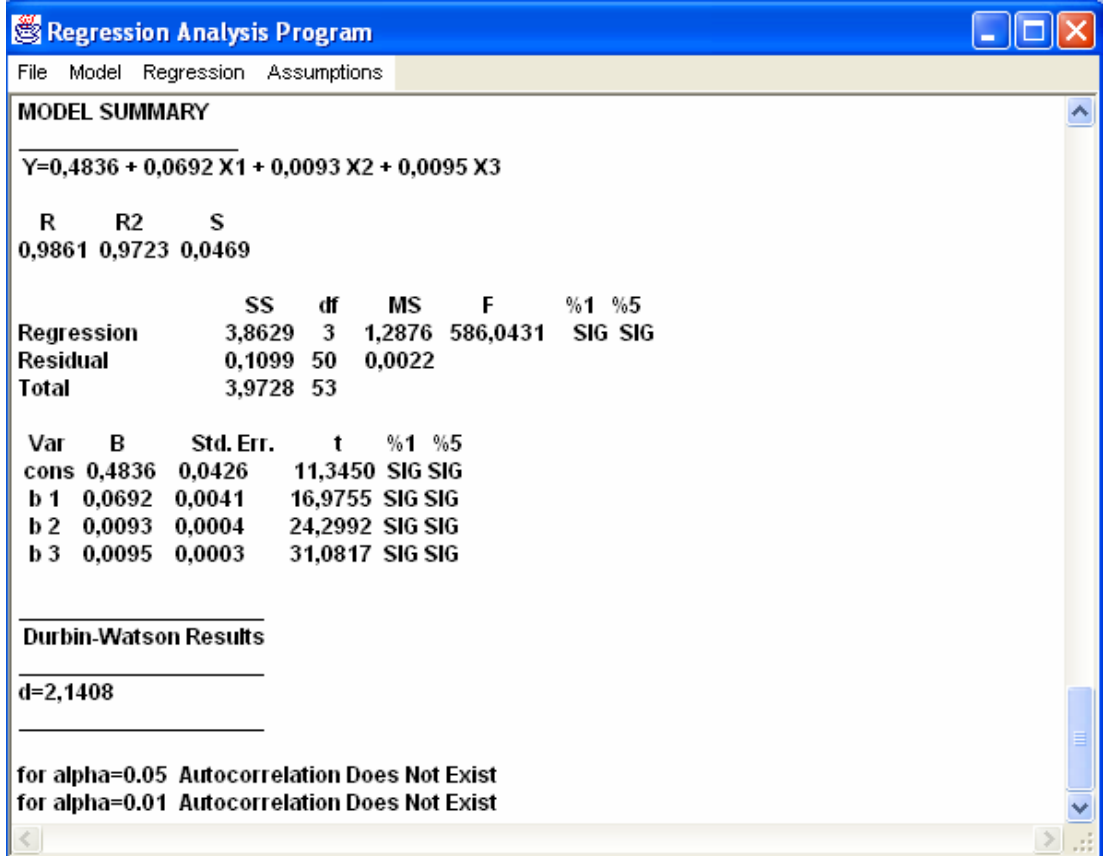 Regression Analysis Program
File Model Regression Assumptions
MODEL SUMMARY
Y=0,4836 + 0,0692 X1 + 0,0093 X2 + 0,0095 X3
R R2 S
0,9861 0,9723 0,0469
SS df MS F %1 %5
Regression 3,8629 3 1,2876 586,0431 SIG SIG
Residual 0,1099 50 0,0022
Total 3,9728 53
Var B Std. Err. t %1 %5
cons 0,4836 0,0426 11,3450 SIG SIG
b 1 0,0692 0,0041 16,9755 SIG SIG
b 2 0,0093 0,0004 24,2992 SIG SIG
b 3 0,0095 0,0003 31,0817 SIG SIG
Durbin-Watson Results
d=2,1408
for alpha=0.05 Autocorrelation Does Not Exist
for alpha=0.01 Autocorrelation Does Not Exist